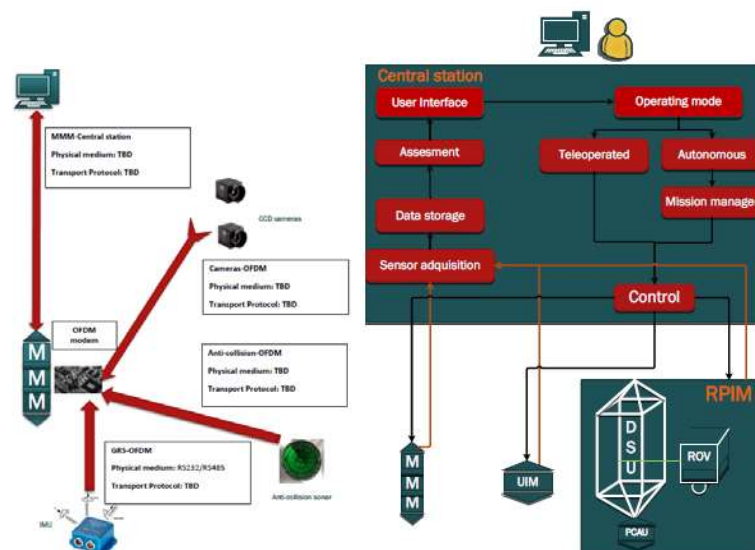 MMM-Central station
Physical medium: TBD
Transport Protocol: TBD
CCD cameras
Cameras-OFDM
Physical medium: TBD
Transport Protocol: TBD
OFDM
modem
M
M
M
Anti-collision-OFDM
Physical medium: TBD
Transport Protocol: TBD
GRS-OFDM
Physical medium: RS232/RS485
Transport Protocol: TBD
Anti-collision sonar
IMU
Central station
User Interface
Operating mode
Assesment
Teleoperated
Autonomous
Data storage
Mission manage
Sensor adquisition
Control
RPIM
D
S
U
ROV
M
M
M
UIM
PCAU